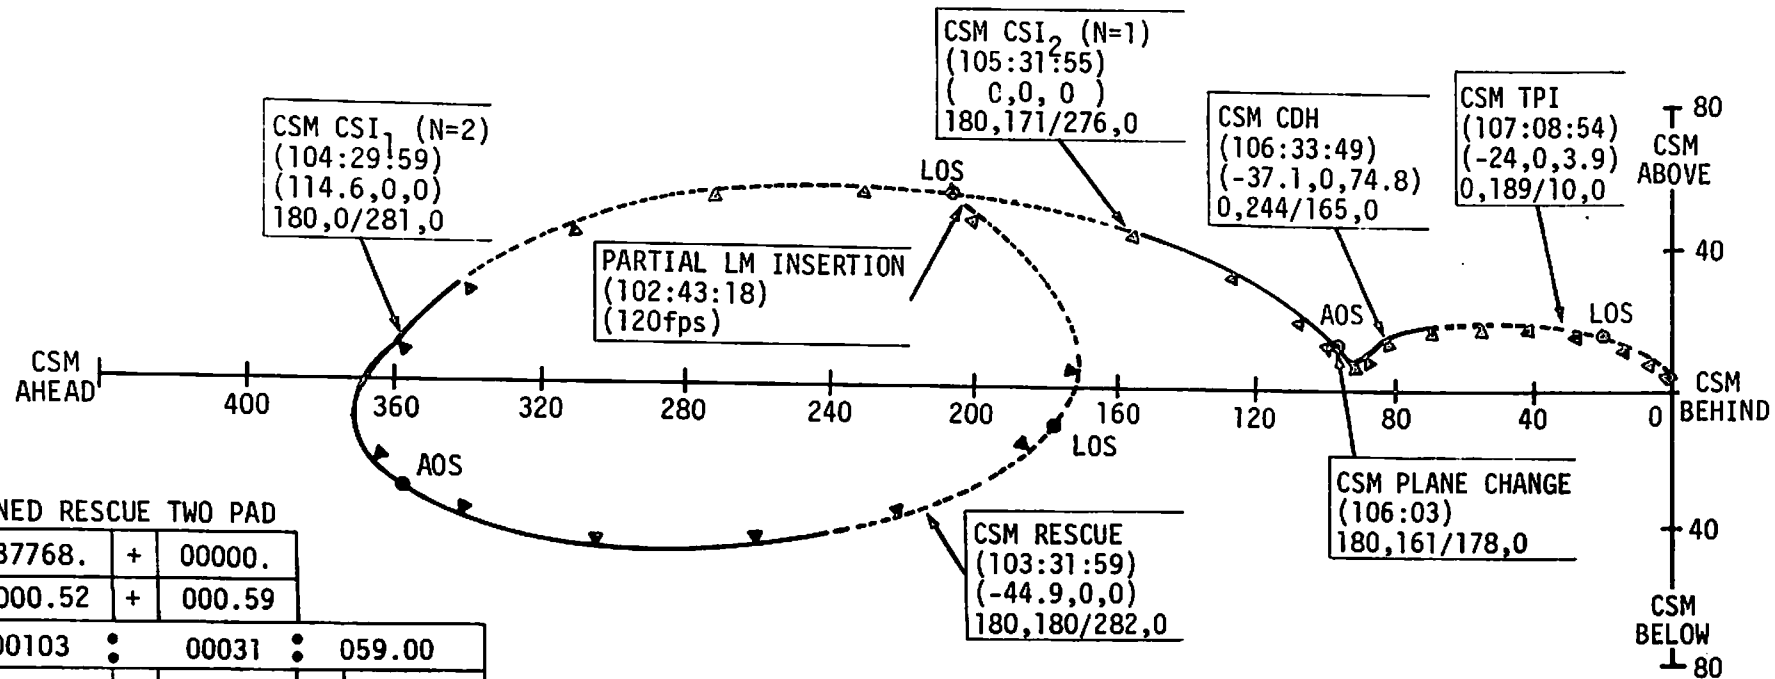 CSM CSI2 (N=1)
(105:31:55)
( 0,0, 0 )
180,171/276,0
CSM CSI1 (N=2)
(104:29:59)
(114.6,0,0)
180,0/281,0
CSM CDH
(106:33:49)
(-37.1,0,74.8)
0,244/165,0
CSM TPI
(107:08:54)
(-24,0,3.9)
0,189/10,0
80
CSM
ABOVE
40
LOS
PARTIAL LM INSERTION
(102:43:18)
(120fps)
AOS
LOS
CSM
AHEAD
400
360
320
280
240
200
160
120
80
40
0
CSM
BEHIND
AOS
LOS
CSM PLANE CHANGE
(106:03)
180,161/178,0
CSM RESCUE
(103:31:59)
(-44.9,0,0)
180,180/282,0
40
CSM
BELOW
80
NED RESCUE TWO PAD
37768. + 00000.
000.52 + 000.59
00103 : 00031 : 059.00